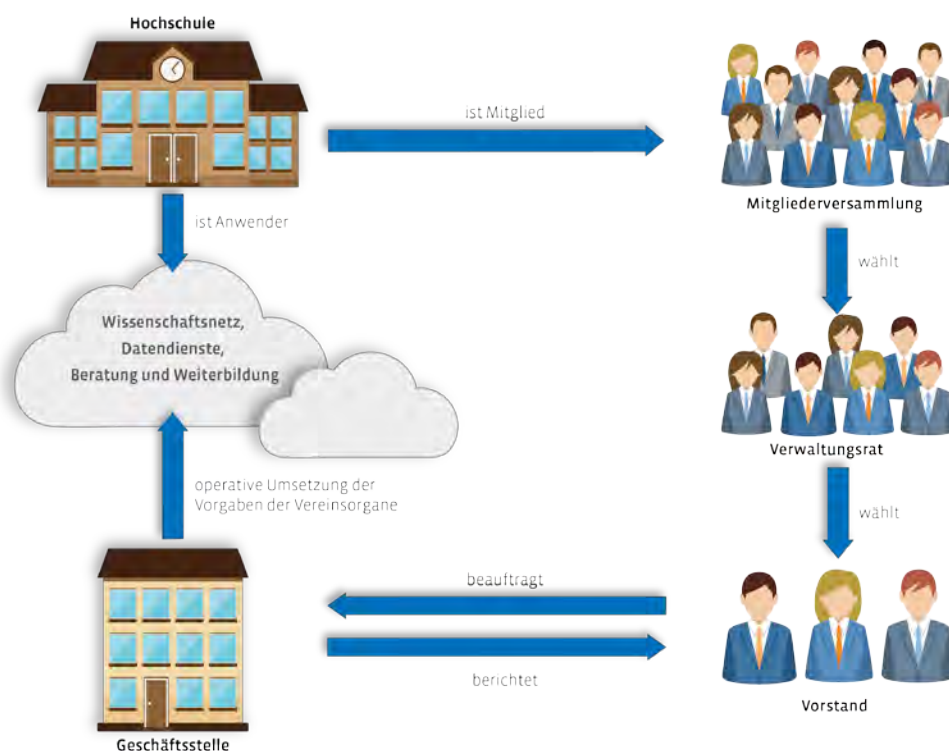 Hochschule
ist Mitglied
Mitgliederversammlung
ist Anwender
wählt
Wissenschaftsnetz,
Datendienste,
Beratung und Weiterbildung
Verwaltungsrat
operative Umsetzung der
Vorgaben der Vereinsorgane
wählt
beauftragt
berichtet
Vorstand
Geschäftsstelle